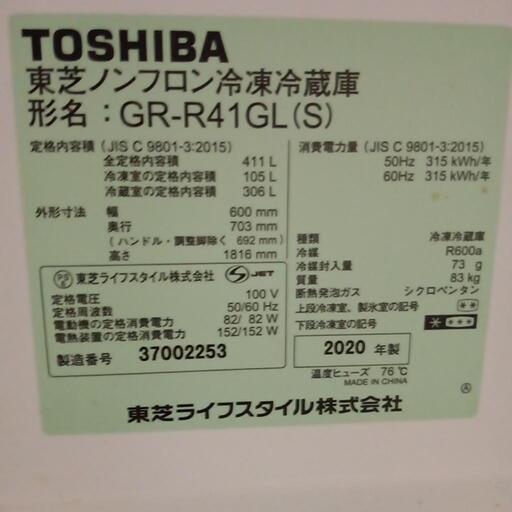 TOSHIBA
東芝ノンフロン冷凍冷蔵庫
形名：GR-R41GL(S)
定格内容積 (JIS C 9801-3:2015)
全定格内容積 411 L
冷凍室の定格内容積 105 L
冷蔵室の定格内容積 306 L
外形寸法 幅 600 mm
奥行 703 mm
(ハンドル・調整脚除く 692 mm)
高さ 1816 mm
消費電力量 (JIS C 9801-3:2015)
50Hz 315 kWh/年
60Hz 315 kWh/年
種類 冷凍冷蔵庫
冷媒 R600a
冷媒封入量 73 g
質量 83 kg
断熱発泡ガス シクロペンタン
上段冷凍室、製氷室の記号 **
下段冷凍室の記号 ****
PSE 東芝ライフスタイル株式会社 S JET
定格電圧 100 V
定格周波数 50/60 Hz
電動機の定格消費電力 82/ 82 W
電熱装置の定格消費電力 152/152 W
製造番号 37002253
2020 年製
温度ヒューズ 76℃
MADE IN CHINA
A
東芝ライフスタイル株式会社